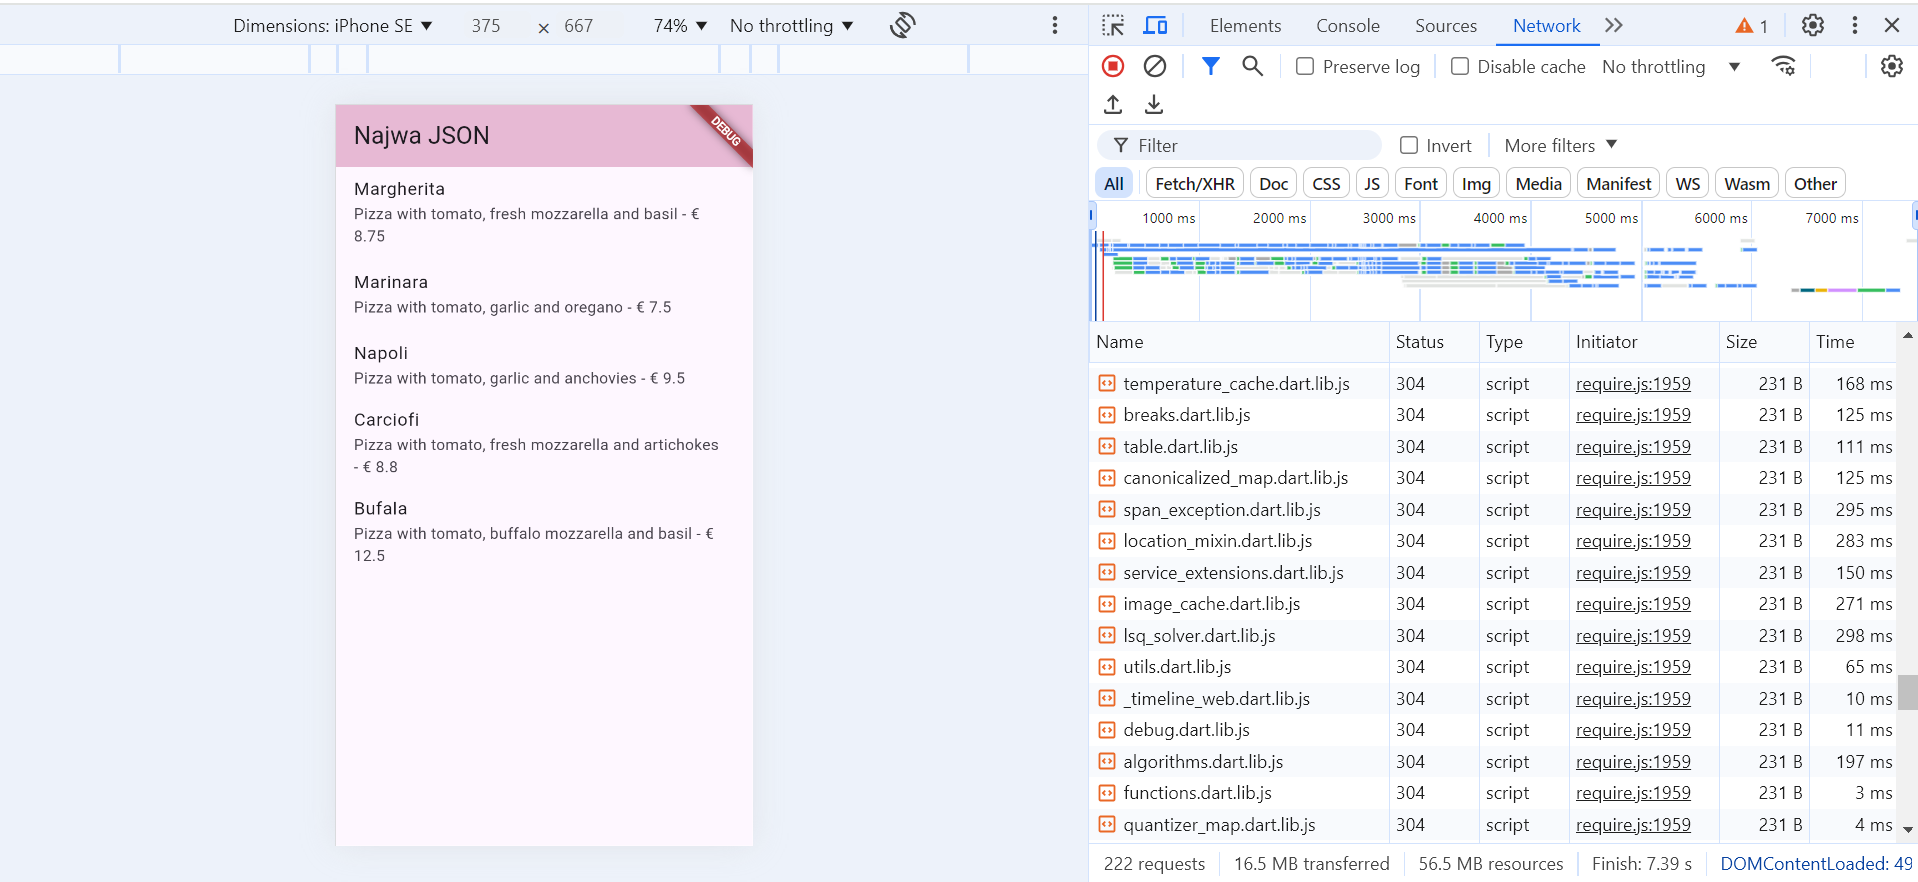 Dimensions: iPhone SE ▼ 375 × 667 74% ▼ No throttling ▼
Najwa JSON
DEBUG
Margherita
Pizza with tomato, fresh mozzarella and basil - €
8.75
Marinara
Pizza with tomato, garlic and oregano - € 7.5
Napoli
Pizza with tomato, garlic and anchovies - € 9.5
Carciofi
Pizza with tomato, fresh mozzarella and artichokes
- € 8.8
Bufala
Pizza with tomato, buffalo mozzarella and basil - €
12.5
Elements Console Sources Network 1
Preserve log Disable cache No throttling ▼
Filter Invert More filters ▼
All Fetch/XHR Doc CSS JS Font Img Media Manifest WS Wasm Other
1000 ms 2000 ms 3000 ms 4000 ms 5000 ms 6000 ms 7000 ms
Name Status Type Initiator Size Time
temperature_cache.dart.lib.js 304 script require.js:1959 231 B 168 ms
breaks.dart.lib.js 304 script require.js:1959 231 B 125 ms
table.dart.lib.js 304 script require.js:1959 231 B 111 ms
canonicalized_map.dart.lib.js 304 script require.js:1959 231 B 125 ms
span_exception.dart.lib.js 304 script require.js:1959 231 B 295 ms
location_mixin.dart.lib.js 304 script require.js:1959 231 B 283 ms
service_extensions.dart.lib.js 304 script require.js:1959 231 B 150 ms
image_cache.dart.lib.js 304 script require.js:1959 231 B 271 ms
lsq_solver.dart.lib.js 304 script require.js:1959 231 B 298 ms
utils.dart.lib.js 304 script require.js:1959 231 B 65 ms
_timeline_web.dart.lib.js 304 script require.js:1959 231 B 10 ms
debug.dart.lib.js 304 script require.js:1959 231 B 11 ms
algorithms.dart.lib.js 304 script require.js:1959 231 B 197 ms
functions.dart.lib.js 304 script require.js:1959 231 B 3 ms
quantizer_map.dart.lib.js 304 script require.js:1959 231 B 4 ms
222 requests 16.5 MB transferred 56.5 MB resources Finish: 7.39 s DOMContentLoaded: 49